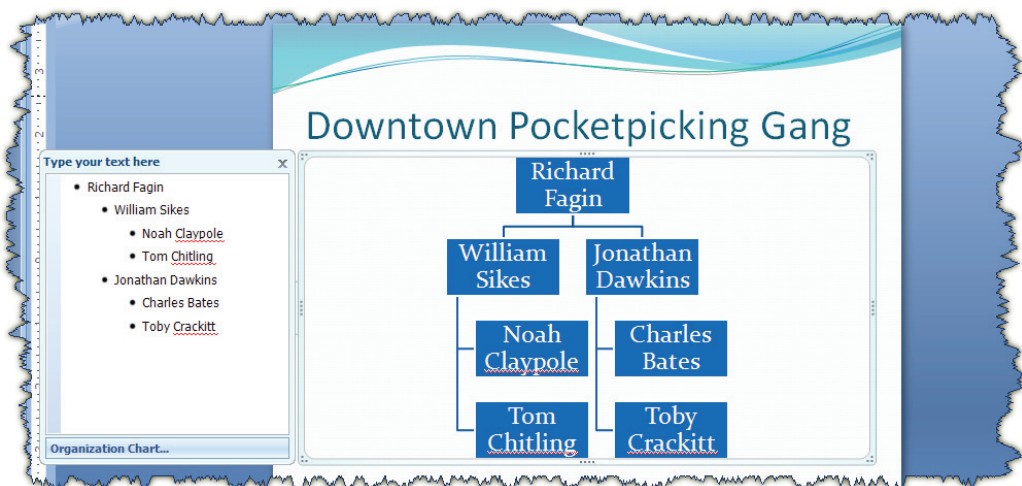 Downtown Pocketpicking Gang
Type your text here x
Richard Fagin
William Sikes
Noah Claypole
Tom Chitling
Jonathan Dawkins
Charles Bates
Toby Crackitt
Organization Chart...
Richard
Fagin
William
Sikes
Jonathan
Dawkins
Noah
Claypole
Charles
Bates
Tom
Chitling
Toby
Crackitt